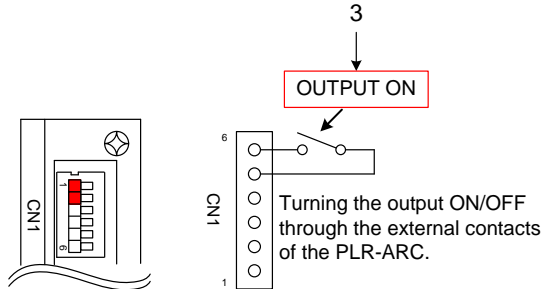 3
OUTPUT ON
CN1
1
6
6
CN1
1
Turning the output ON/OFF
through the external contacts
of the PLR-ARC.